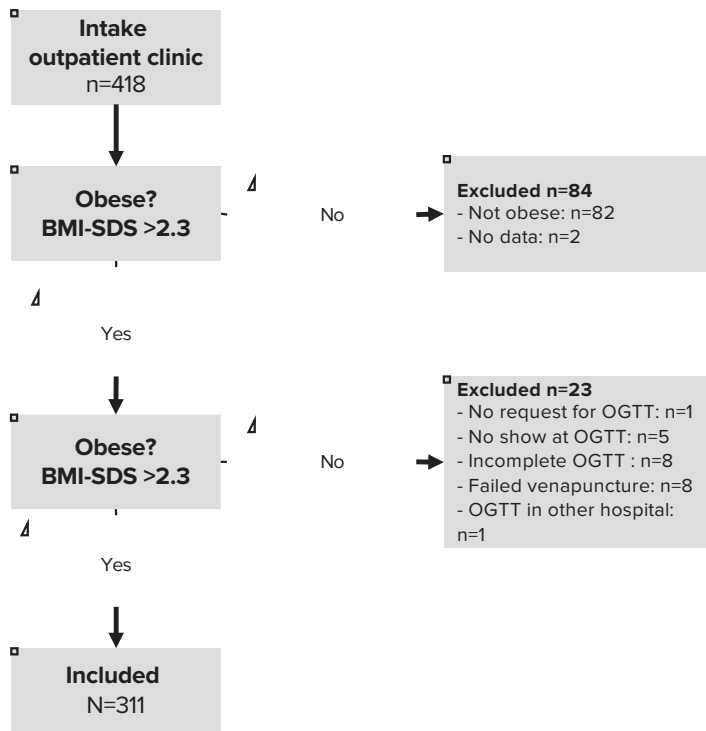 Intake
outpatient clinic
n=418
Obese?
BMI-SDS >2.3
No
Excluded n=84
- Not obese: n=82
- No data: n=2
Yes
Obese?
BMI-SDS >2.3
No
Excluded n=23
- No request for OGTT: n=1
- No show at OGTT: n=5
- Incomplete OGTT : n=8
- Failed venapuncture: n=8
- OGTT in other hospital:
n=1
Yes
Included
N=311